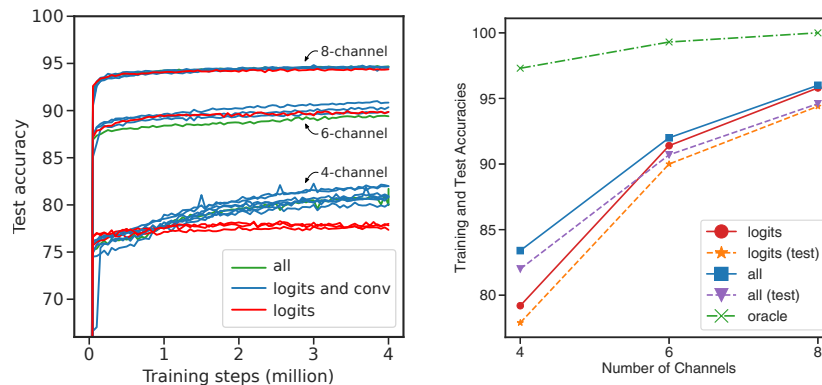 Test accuracy
100
95
90
85
80
75
70
0
1
2
3
4
Training steps (million)
8-channel
6-channel
4-channel
all
logits and conv
logits
Training and Test Accuracies
100
95
90
85
80
4
6
8
Number of Channels
logits
logits (test)
all
all (test)
oracle